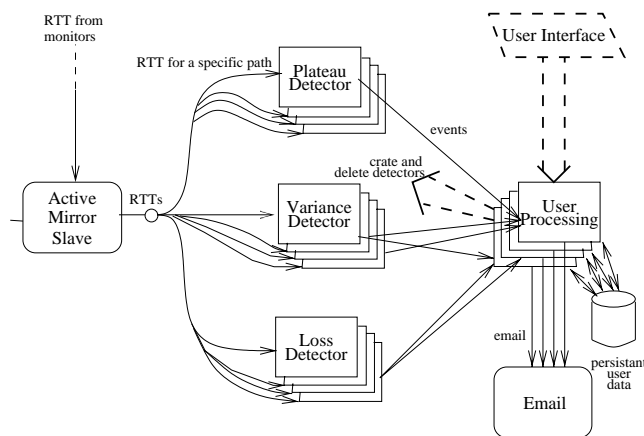 RTT from
monitors
RTT for a specific path
Plateau
Detector
User Interface
events
crate and
delete detectors
Active
Mirror
Slave
RTTs
Variance
Detector
User
Processing
Loss
Detector
email
persistant
user
data
Email